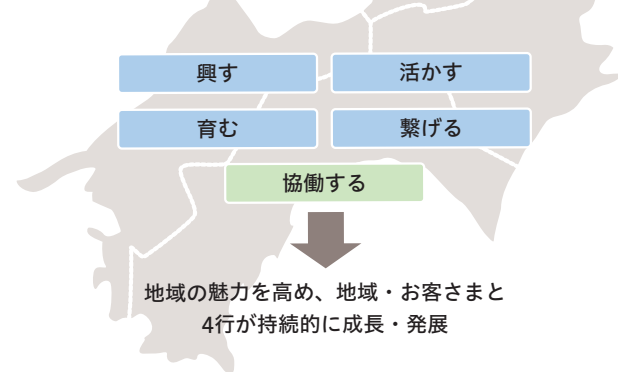 興す
活かす
育む
繋げる
協働する
地域の魅力を高め、地域・お客さまと
4行が持続的に成長・発展